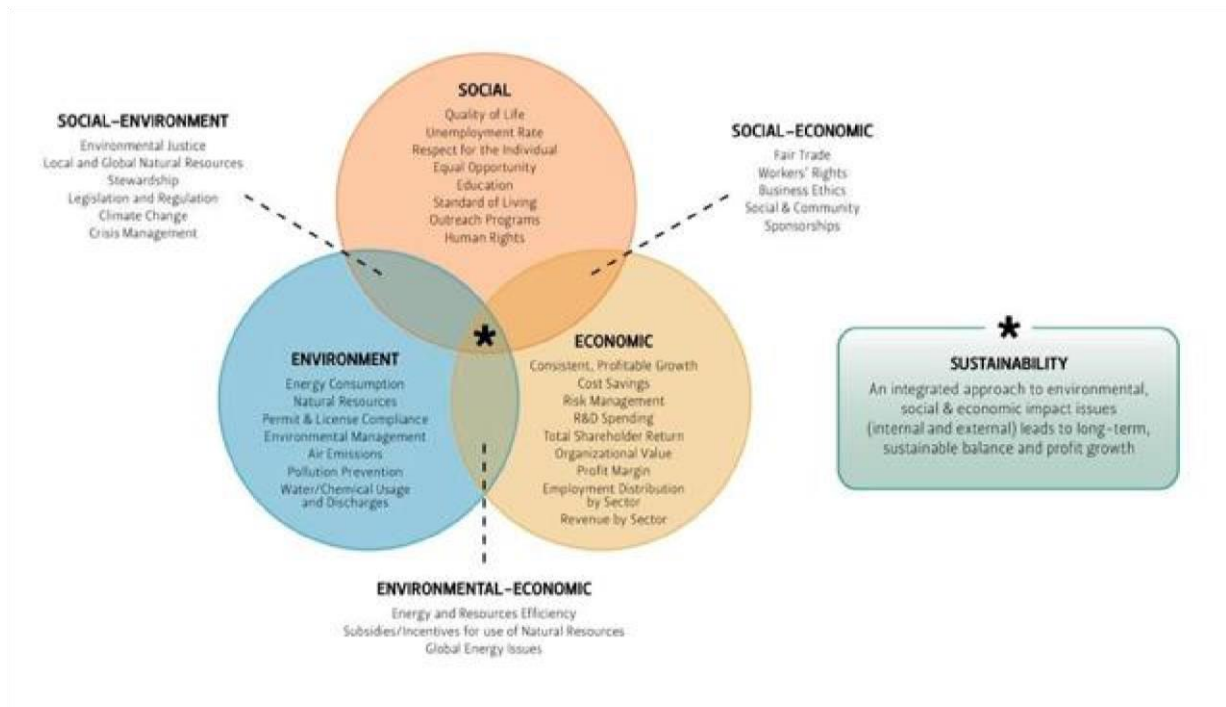 SOCIAL
Quality of Life
Unemployment Rate
Respect for the Individual
Equal Opportunity
Education
Standard of Living
Outreach Programs
Human Rights
SOCIAL-ENVIRONMENT
Environmental Justice
Local and Global Natural Resources
Stewardship
Legislation and Regulation
Climate Change
Crisis Management
SOCIAL-ECONOMIC
Fair Trade
Workers' Rights
Business Ethics
Social & Community
Sponsorships
*
ENVIRONMENT
Energy Consumption
Natural Resources
Permit & License Compliance
Environmental Management
Air Emissions
Pollution Prevention
Water/Chemical Usage
and Discharges
ECONOMIC
Consistent, Profitable Growth
Cost Savings
Risk Management
R&D Spending
Total Shareholder Return
Organizational Value
Profit Margin
Employment Distribution
by Sector
Revenue by Sector
*
SUSTAINABILITY
An integrated approach to environmental,
social & economic impact issues
(internal and external) leads to long-term,
sustainable balance and profit growth
ENVIRONMENTAL-ECONOMIC
Energy and Resources Efficiency
Subsidies/Incentives for use of Natural Resources
Global Energy Issues